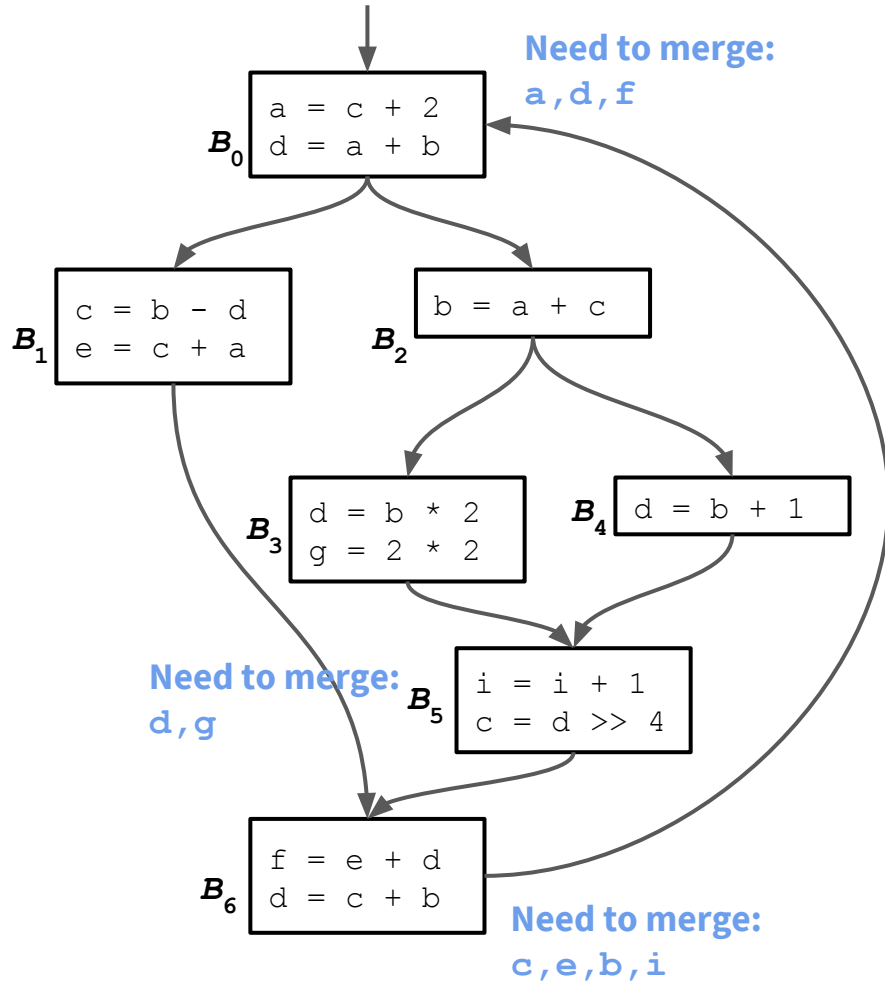 Need to merge:
a,d,f
a = c + 2
d = a + b
B0
c = b - d
e = c + a
B1
b = a + c
B2
d = b * 2
g = 2 * 2
B3
d = b + 1
B4
Need to merge:
d,g
i = i + 1
c = d >> 4
B5
f = e + d
d = c + b
B6
Need to merge:
c,e,b,i